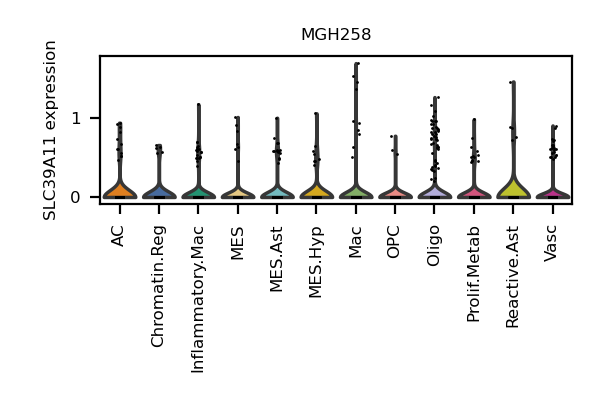 MGH258
SLC39A11 expression
1
0
AC
Chromatin.Reg
Inflammatory.Mac
MES
MES.Ast
MES.Hyp
Mac
OPC
Oligo
Prolif.Metab
Reactive.Ast
Vasc